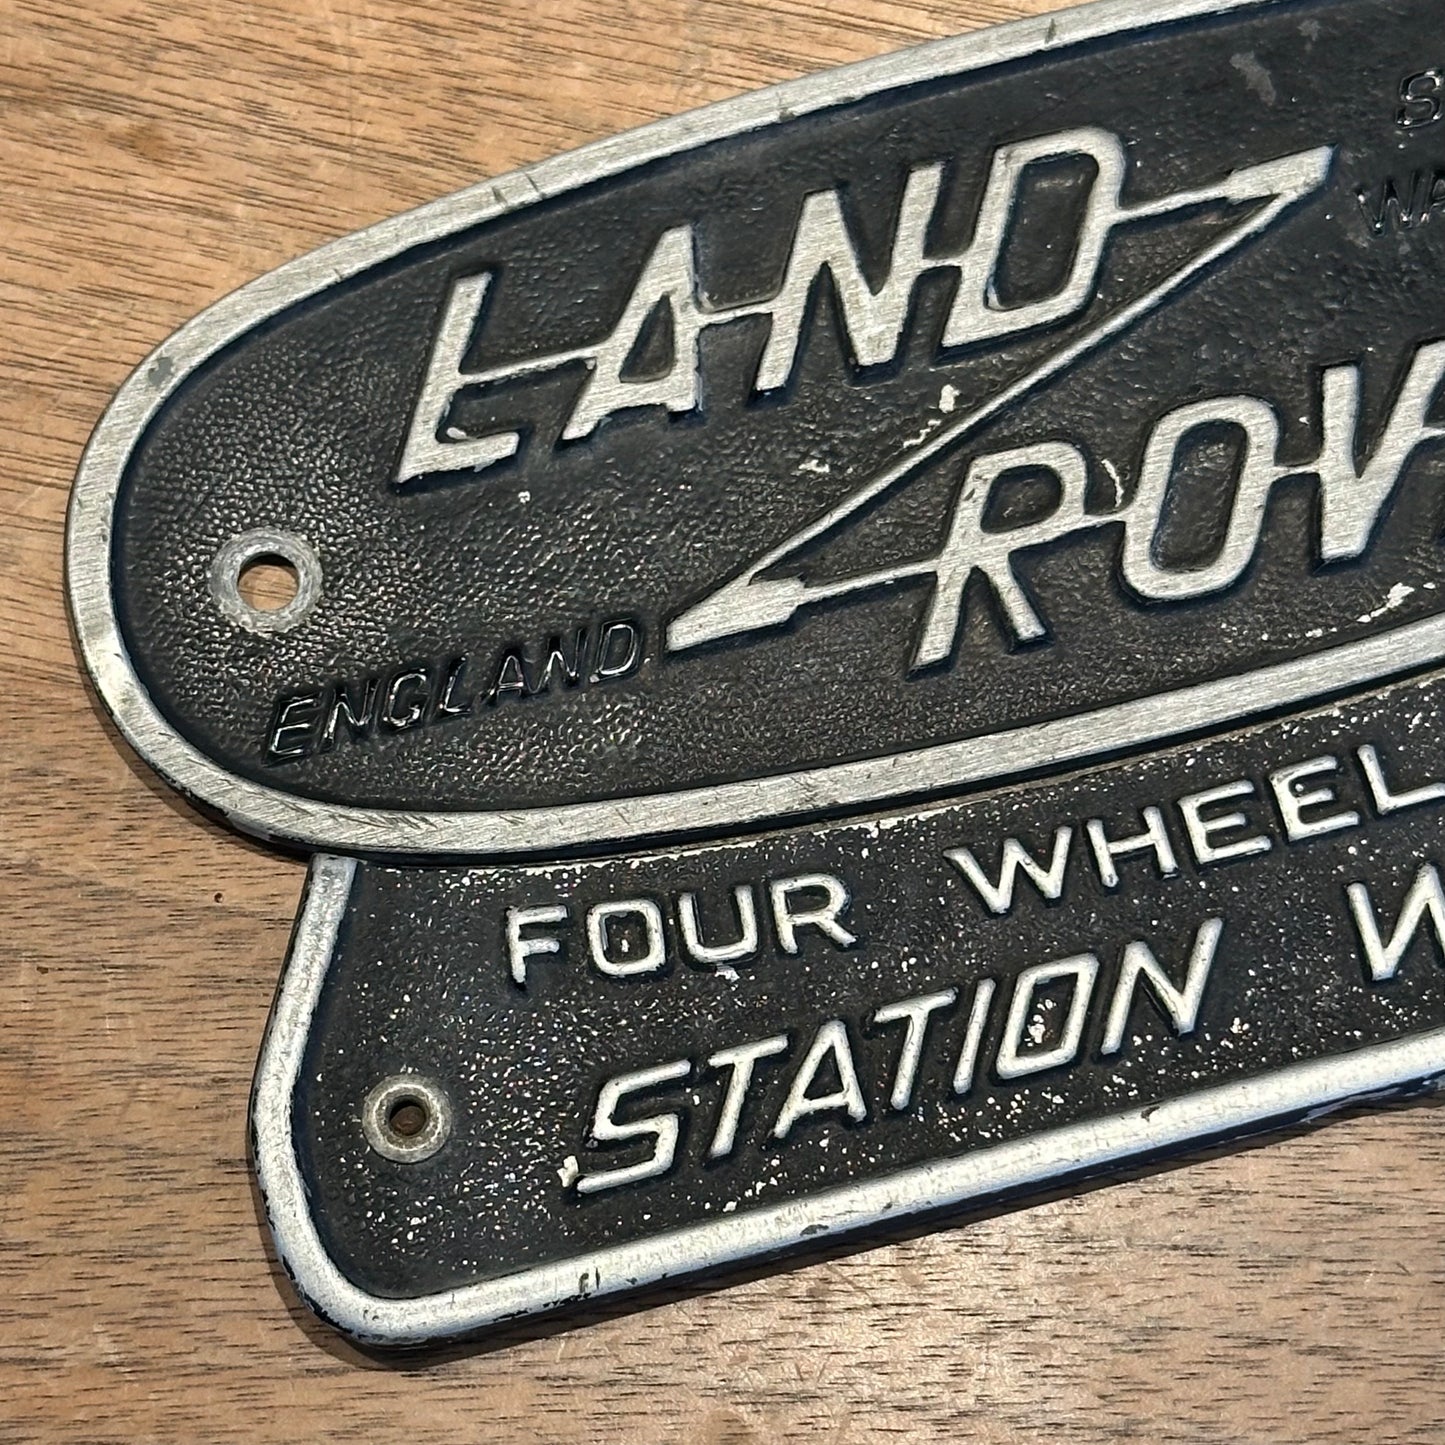 LAND
ROV
ENGLAND
FOUR WHEEL
STATION W